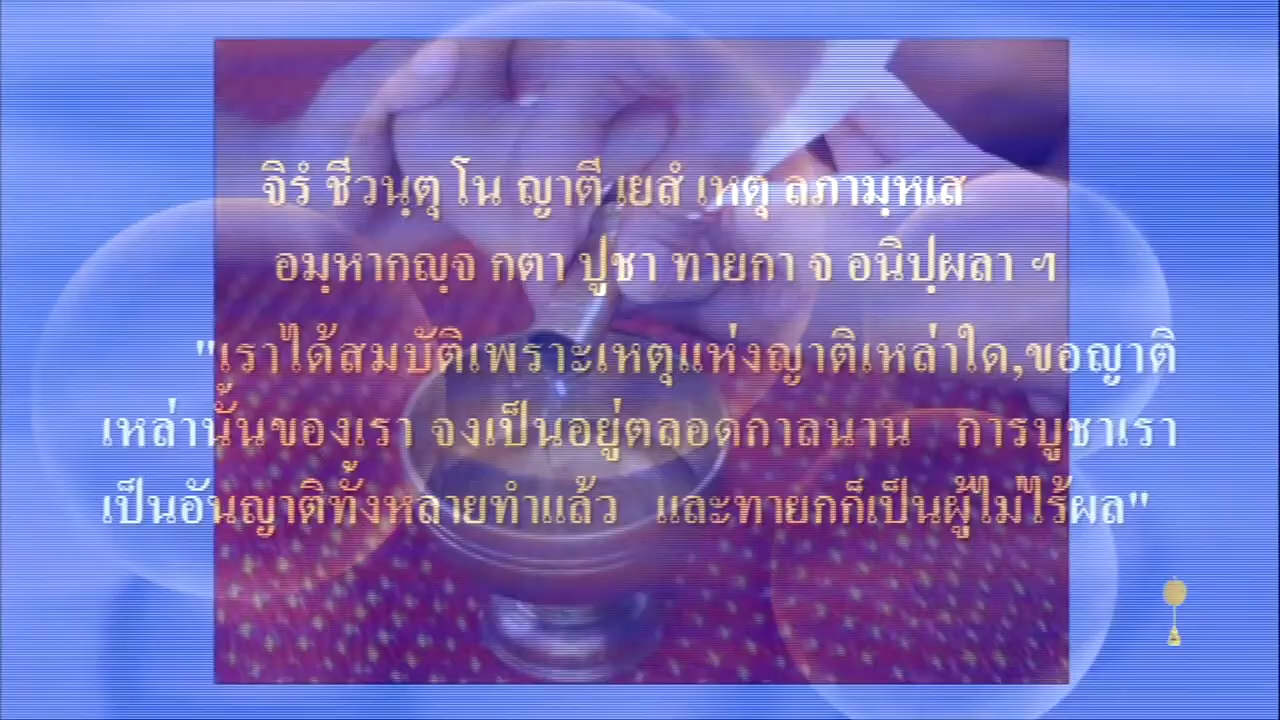 จิรํ ชีวนฺตุ โน ญาตี เยสํ เหตุ ลภามฺหเส
อมฺหากญฺจ กตา ปูชา ทายกา จ อนิปฺผลา ฯ
"เราได้สมบัติเพราะเหตุแห่งญาติเหล่าใด,ขอญาติ
เหล่านั้นของเรา จงเป็นอยู่ตลอดกาลนาน การบูชาเรา
เป็นอันญาติทั้งหลายทำแล้ว และทายกก็เป็นผู้ไม่ไร้ผล"